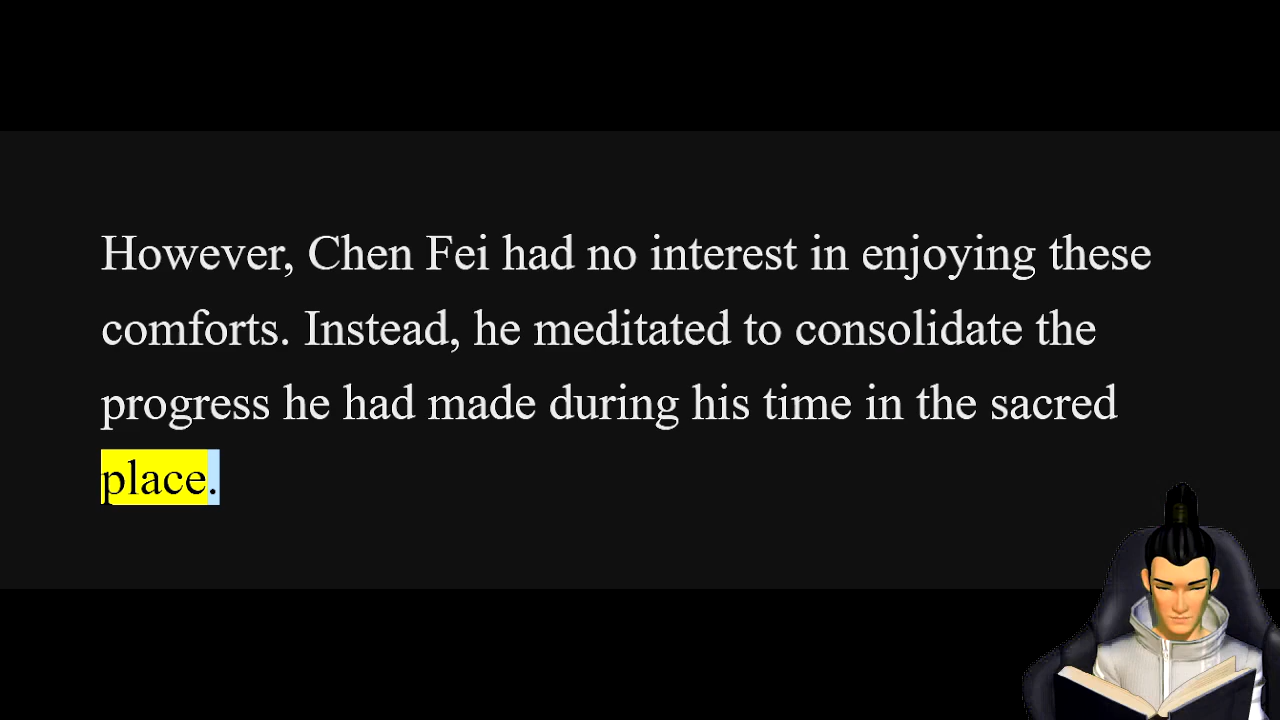 However, Chen Fei had no interest in enjoying these
comforts. Instead, he meditated to consolidate the
progress he had made during his time in the sacred
place.